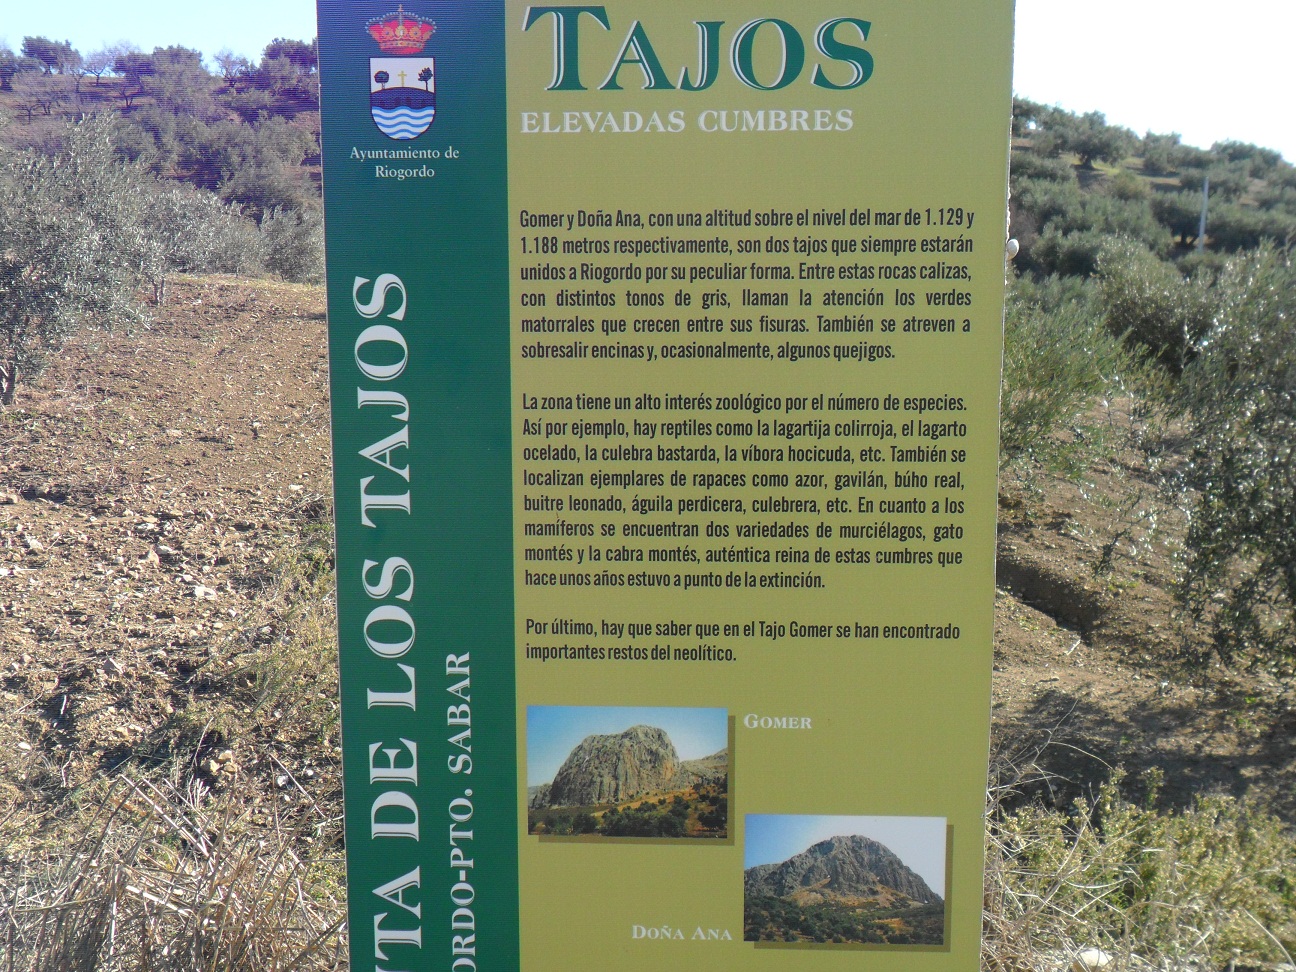 Ayuntamiento de
Riogordo
TA DE LOS TAJOS
ORDO-PTO. SABAR
TAJOS
ELEVADAS CUMBRES
Gomer y Doña Ana, con una altitud sobre el nivel del mar de 1.129 y
1.188 metros respectivamente, son dos tajos que siempre estarán
unidos a Riogordo por su peculiar forma. Entre estas rocas calizas,
con distintos tonos de gris, llaman la atención los verdes
matorrales que crecen entre sus fisuras. También se atreven a
sobresalir encinas y, ocasionalmente, algunos quejigos.
La zona tiene un alto interés zoológico por el número de especies.
Así por ejemplo, hay reptiles como la lagartija colirroja, el lagarto
ocelado, la culebra bastarda, la víbora hocicuda, etc. También se
localizan ejemplares de rapaces como azor, gavilán, búho real,
buitre leonado, águila perdicera, culebrera, etc. En cuanto a los
mamíferos se encuentran dos variedades de murciélagos, gato
montés y la cabra montés, auténtica reina de estas cumbres que
hace unos años estuvo a punto de la extinción.
Por último, hay que saber que en el Tajo Gomer se han encontrado
importantes restos del neolítico.
GOMER
DOÑA ANA